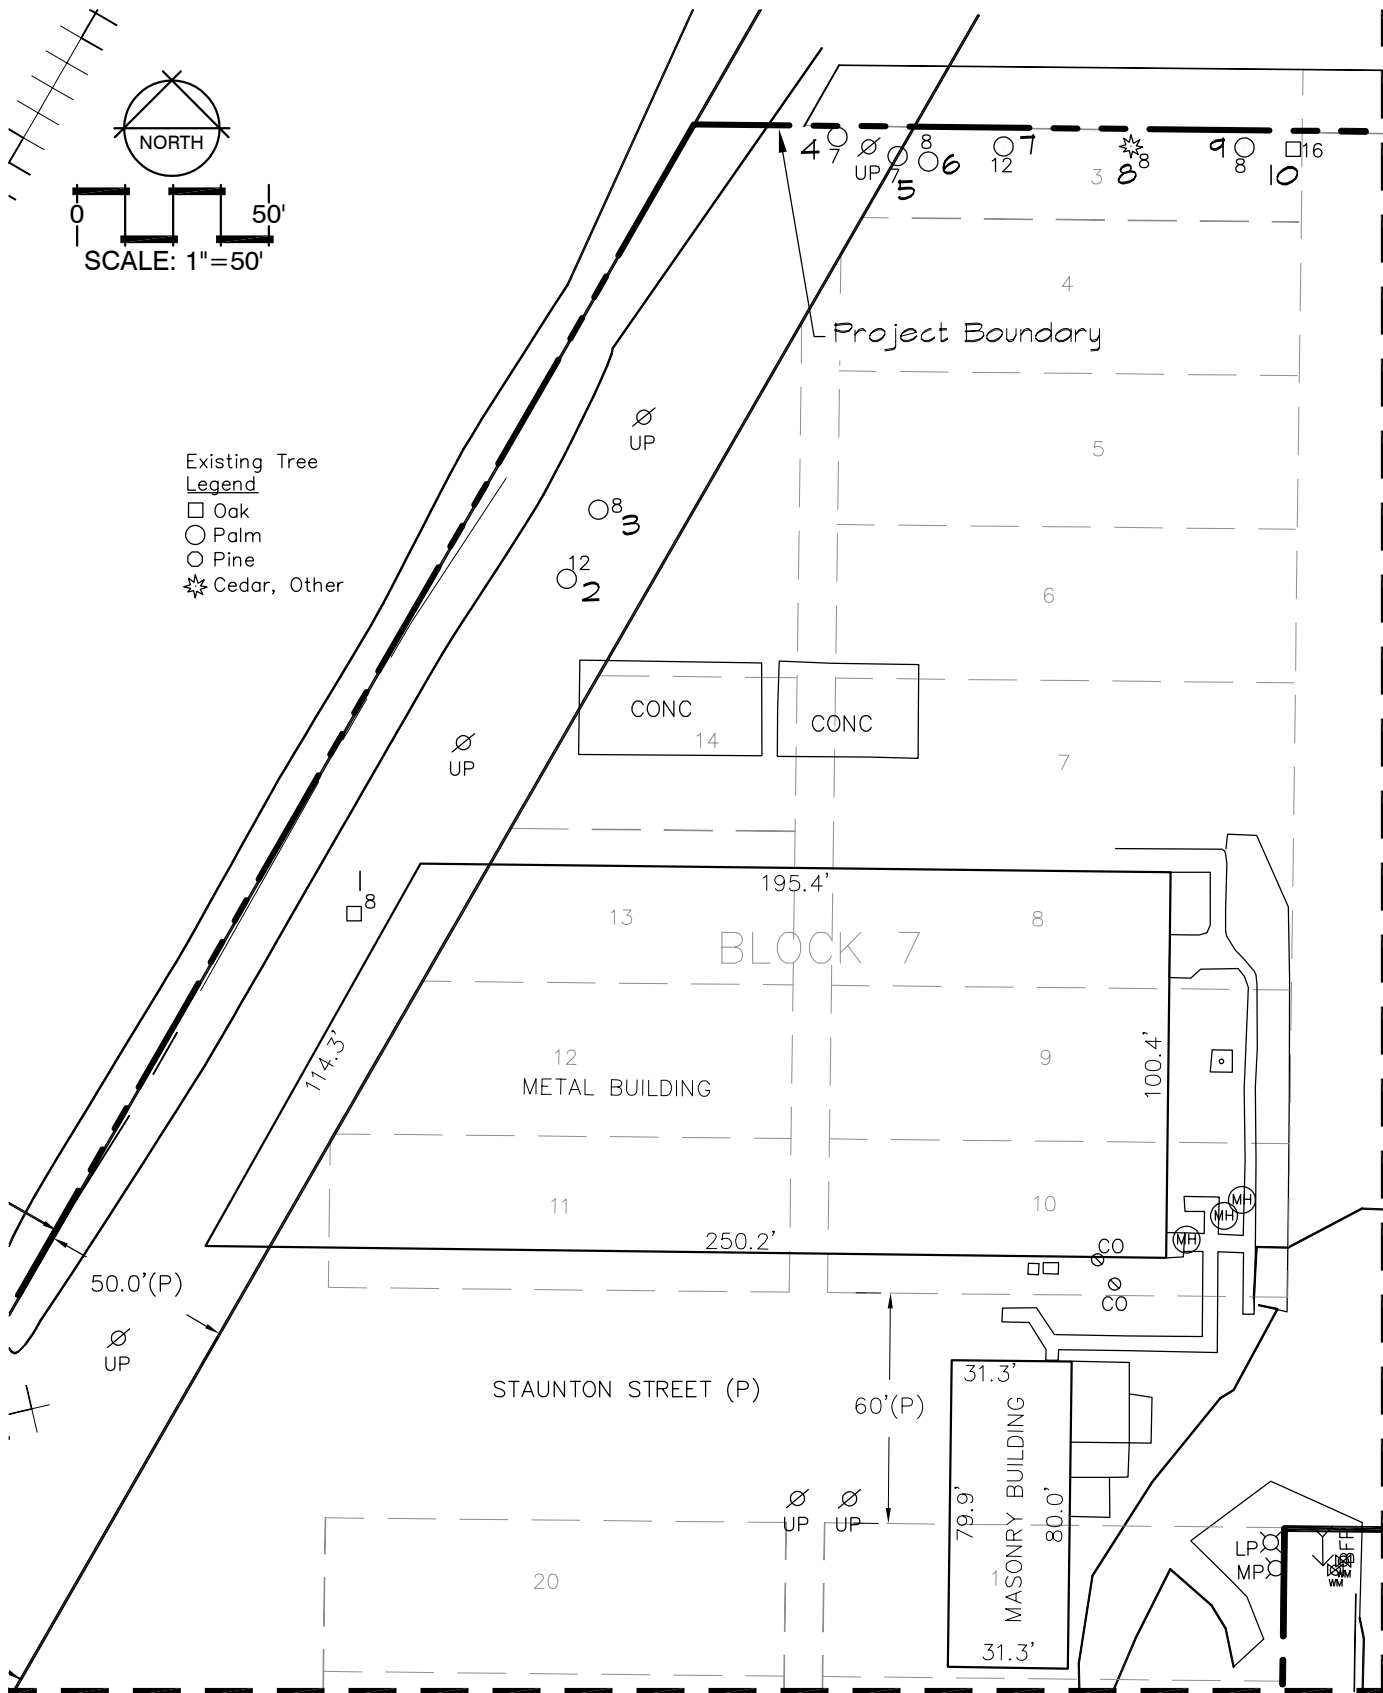 NORTH
0 50'
SCALE: 1"=50'
4 7 UP 7 5 8 6 12 7 8 8 9 8 10 16
3
4
Project Boundary
UP
5
Existing Tree
Legend
Oak
Palm
Pine
Cedar, Other
8 3
12 2
6
CONC
CONC
14
UP
7
1 8
195.4'
13
8
BLOCK 7
114.3'
12
METAL BUILDING
9
100.4'
11
10
250.2'
MH
MH
MH
CO
CO
50.0'(P)
UP
STAUNTON STREET (P)
60'(P)
31.3'
MASONRY BUILDING
79.9'
80.0'
31.3'
1
UP UP
20
LP
MP
BFP
WM
WM